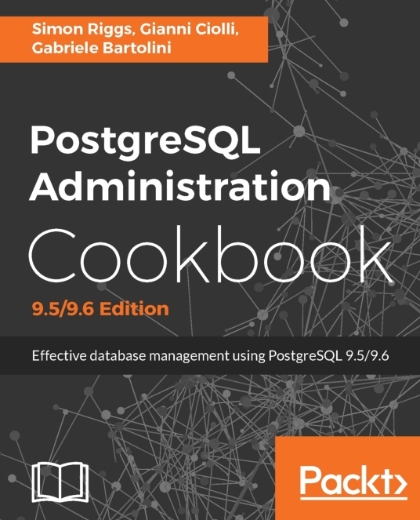 Simon Riggs, Gianni Ciolli,
Gabriele Bartolini
PostgreSQL
Administration
Cookbook
9.5/9.6 Edition
Effective database management using PostgreSQL 9.5/9.6
Packt>